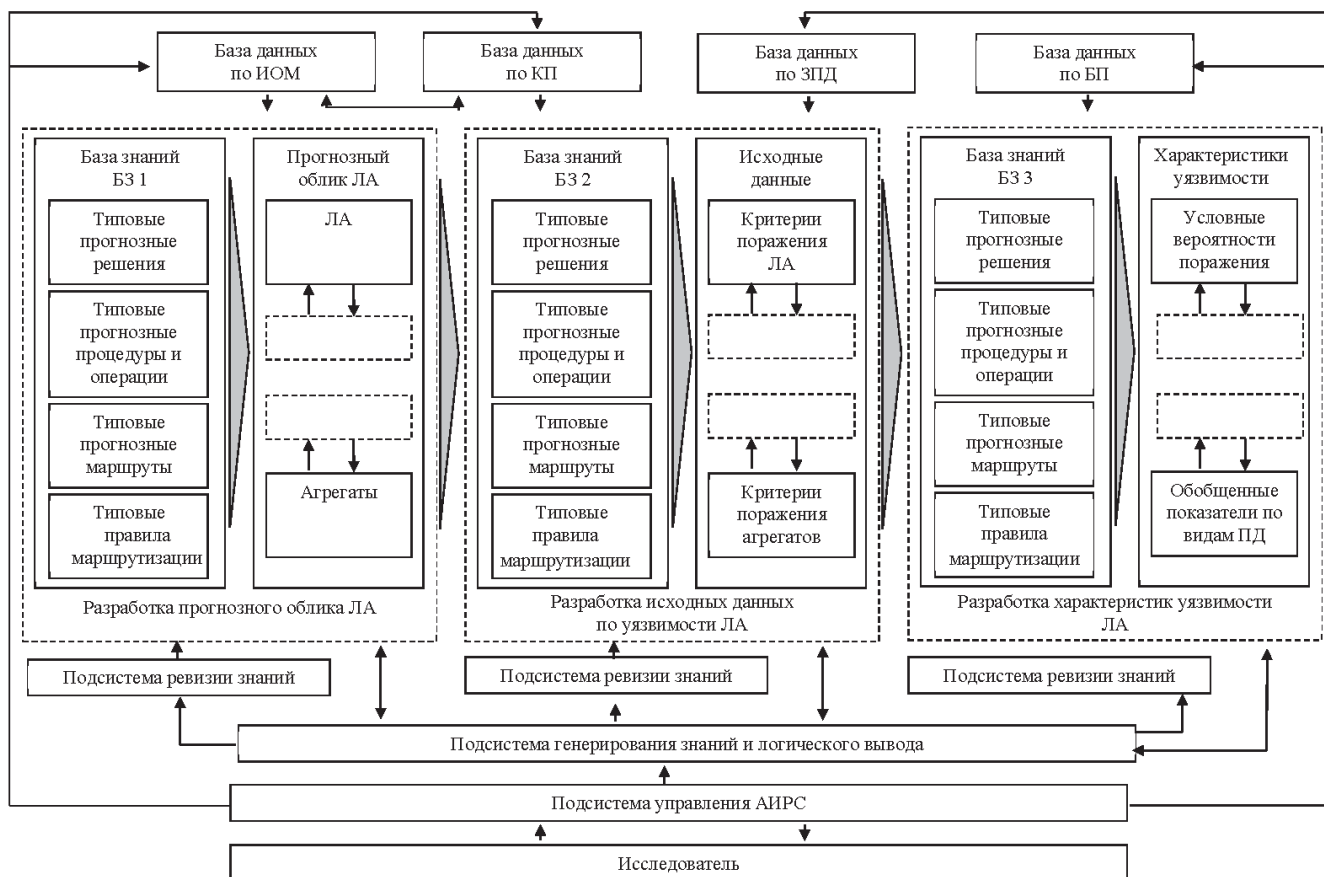 База данных
по ИОМ
База данных
по КП
База данных
по ЗПД
База данных
по БП
База знаний
БЗ 1
Типовые
прогнозные
решения
Типовые
прогнозные
процедуры и
операции
Типовые
прогнозные
маршруты
Типовые
правила
маршрутизации
Прогнозный
облик ЛА
ЛА
Агрегаты
Разработка прогнозного облика ЛА
База знаний
БЗ 2
Типовые
прогнозные
решения
Типовые
прогнозные
процедуры и
операции
Типовые
прогнозные
маршруты
Типовые
правила
маршрутизации
Исходные
данные
Критерии
поражения
ЛА
Критерии
поражения
агрегатов
Разработка исходных данных
по уязвимости ЛА
База знаний
БЗ 3
Типовые
прогнозные
решения
Типовые
прогнозные
процедуры и
операции
Типовые
прогнозные
маршруты
Типовые
правила
маршрутизации
Характеристики
уязвимости
Условные
вероятности
поражения
Обобщенные
показатели по
видам ПД
Разработка характеристик уязвимости
ЛА
Подсистема ревизии знаний
Подсистема ревизии знаний
Подсистема ревизии знаний
Подсистема генерирования знаний и логического вывода
Подсистема управления АИРС
Исследователь